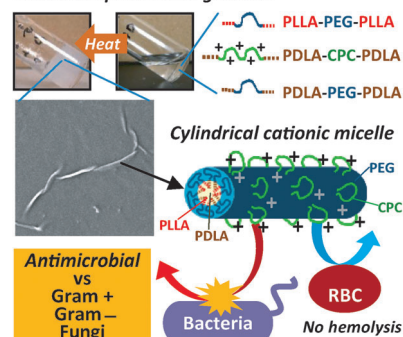 Heat
PLLA-PEG-PLLA
PDLA-CPC-PDLA
PDLA-PEG-PDLA
Cylindrical cationic micelle
PEG
CPC
PLLA
PDLA
Antimicrobial
vs
Gram +
Gram –
Fungi
Bacteria
RBC
No hemolysis